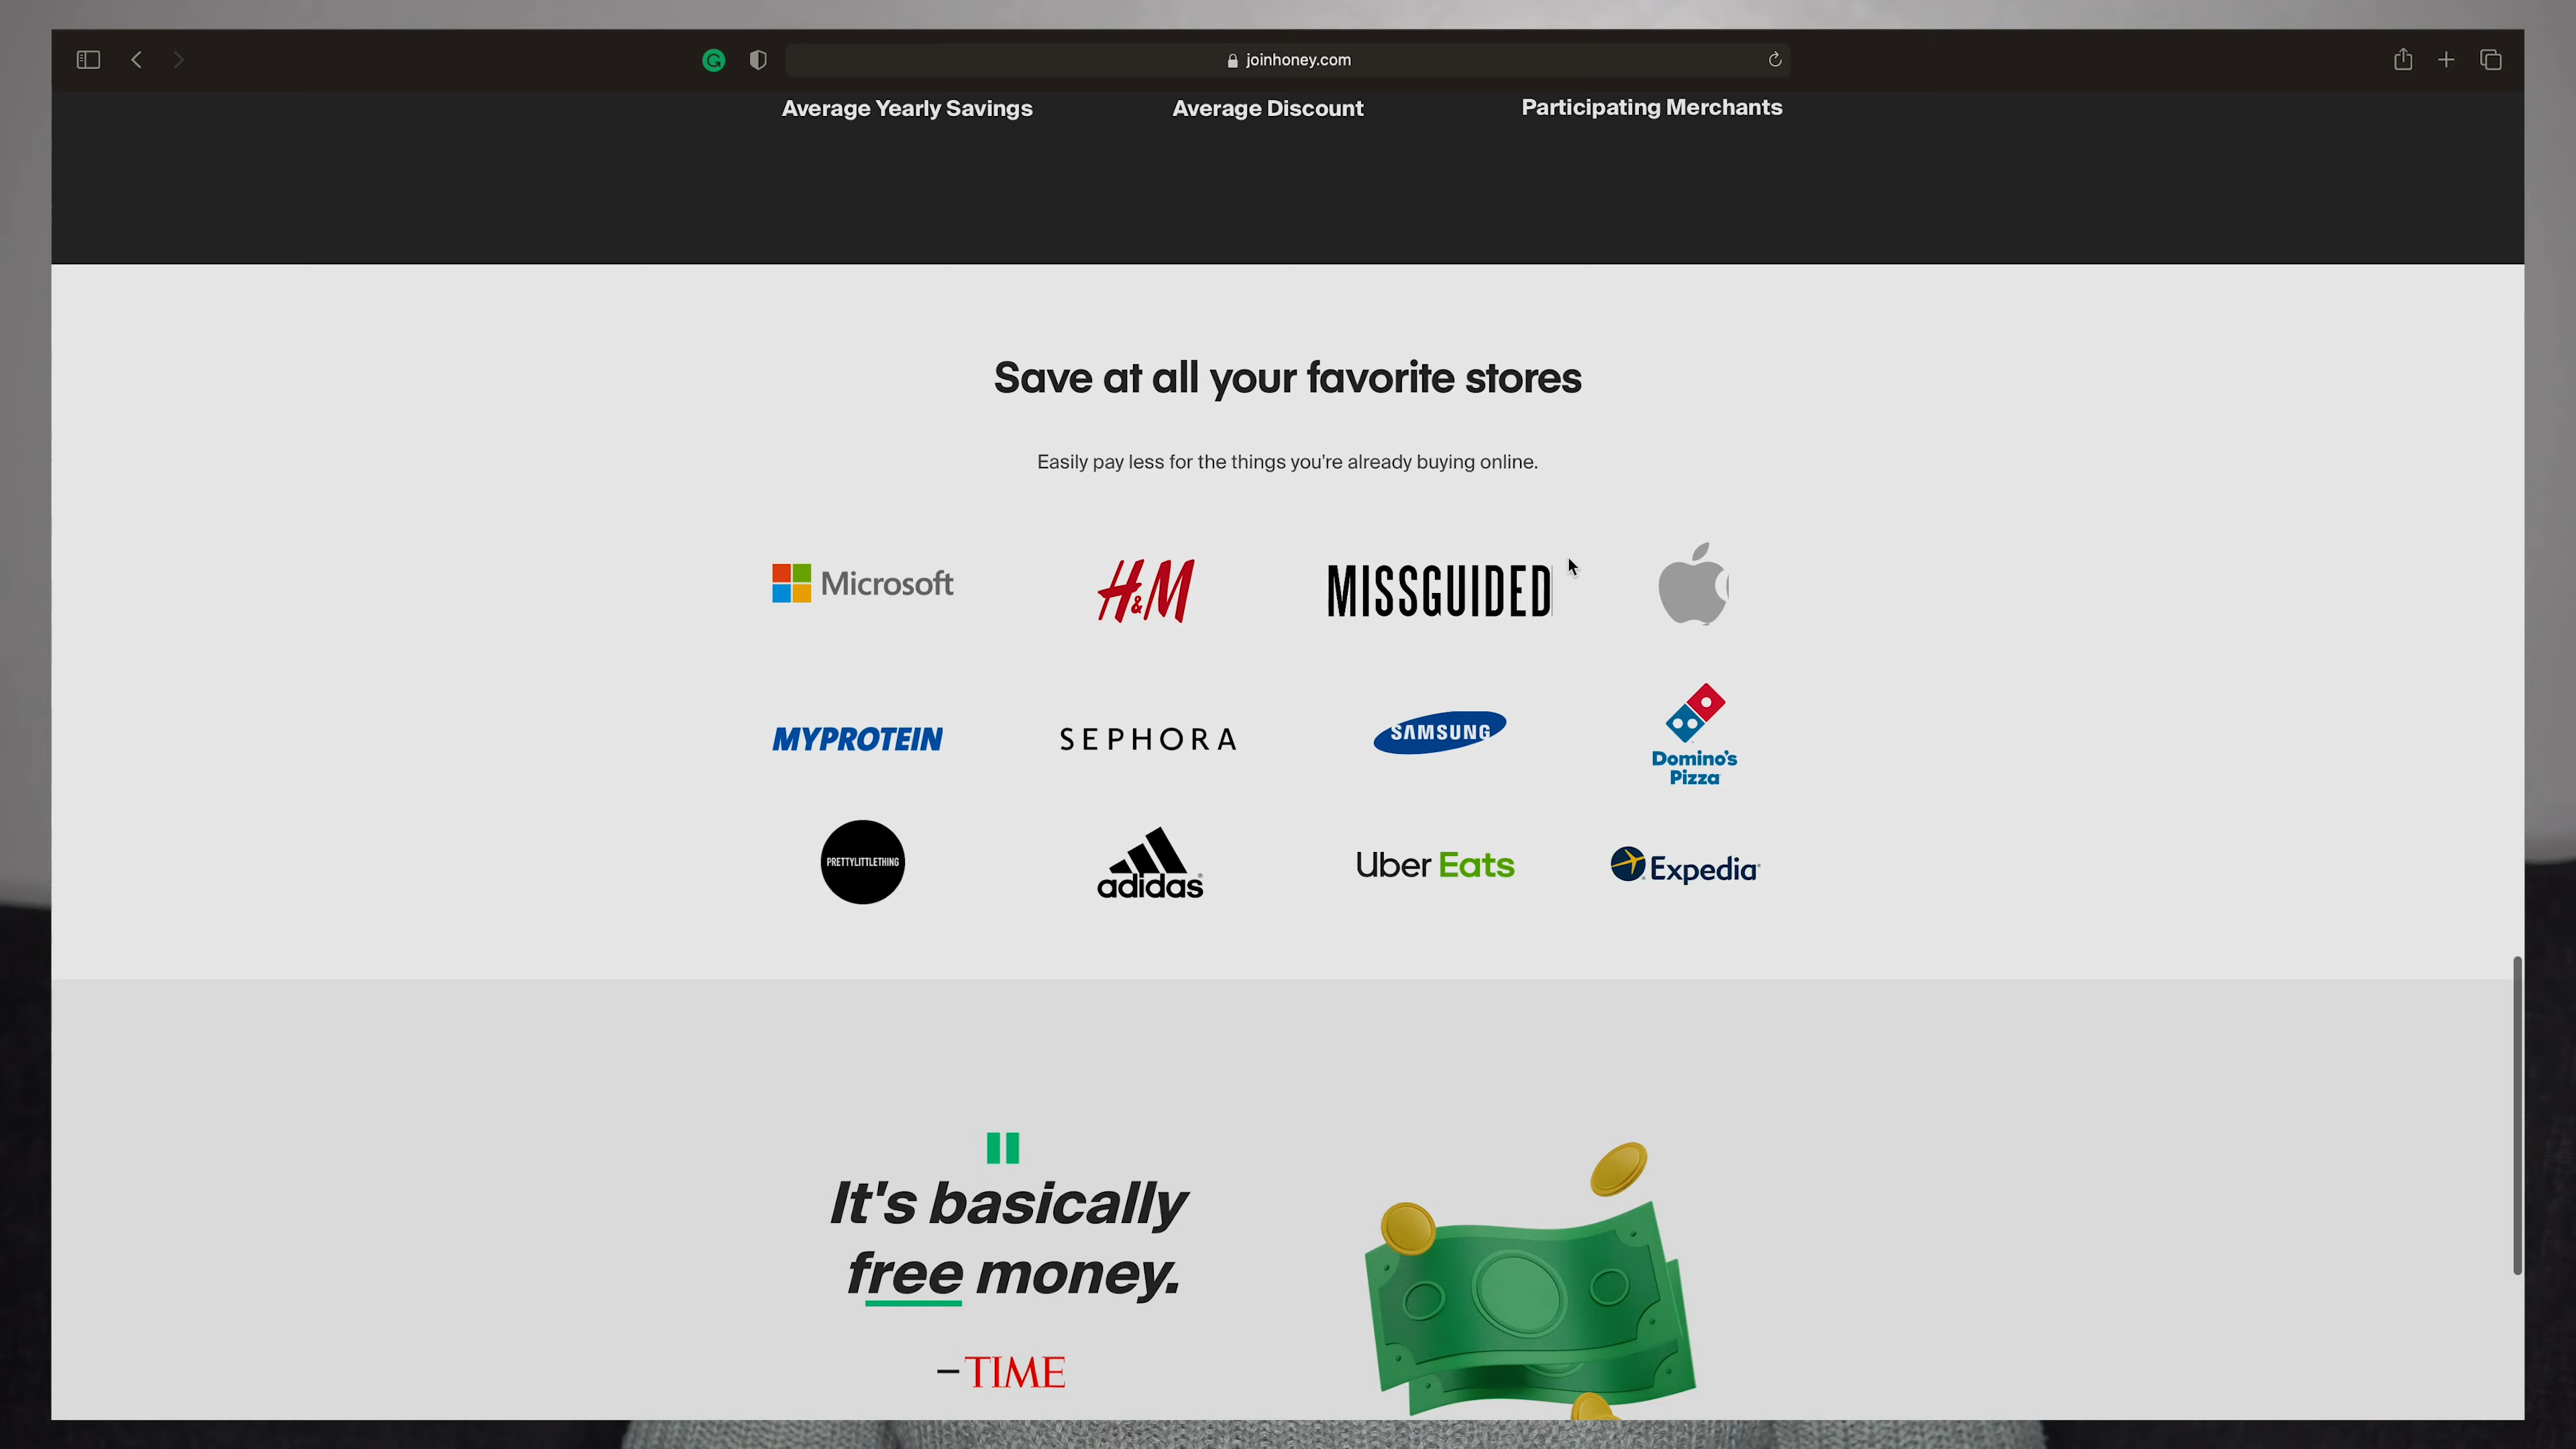 joinhoney.com
Average Yearly Savings
Average Discount
Participating Merchants
Save at all your favorite stores
Easily pay less for the things you're already buying online.
Microsoft
H&M
MISSGUIDED
MYPROTEIN
SEPHORA
SAMSUNG
Domino's
Pizza
PRETTYLITTLETHING
adidas
Uber Eats
Expedia
"
It's basically
free money.
–TIME